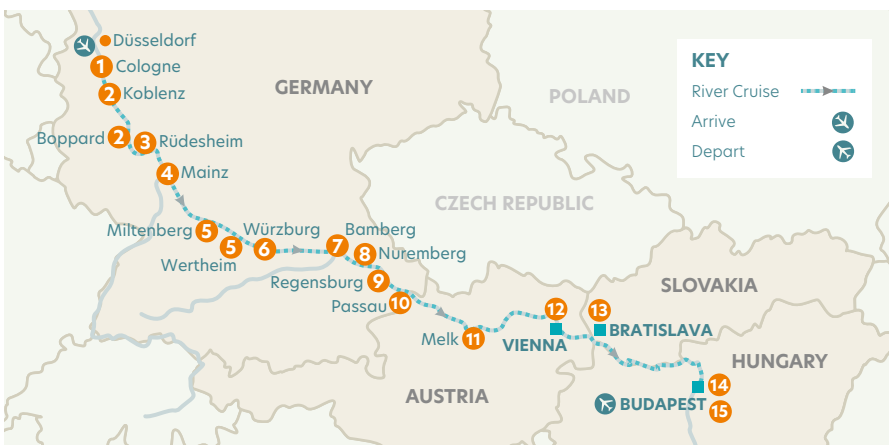 Düsseldorf
1 Cologne
2 Koblenz
GERMANY
POLAND
KEY
River Cruise
Arrive
Depart
Boppard 2
3 Rüdesheim
4 Mainz
CZECH REPUBLIC
Miltenberg 5
5
Wertheim
Würzburg
6
Bamberg
7
8 Nuremberg
Regensburg 9
Passau 10
Melk 11
12
VIENNA
13
BRATISLAVA
SLOVAKIA
HUNGARY
AUSTRIA
BUDAPEST
14
15